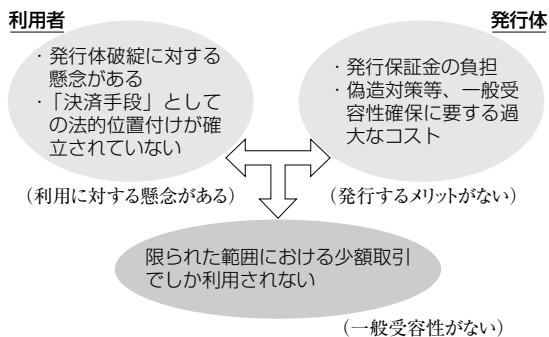 利用者
発行体
・発行体破綻に対する
懸念がある
・「決済手段」として
の法的位置付けが確
立されていない
・発行保証金の負担
・偽造対策等、一般受
容性確保に要する過
大なコスト
(利用に対する懸念がある)
(発行するメリットがない)
限られた範囲における少額取引
でしか利用されない
(一般受容性がない)